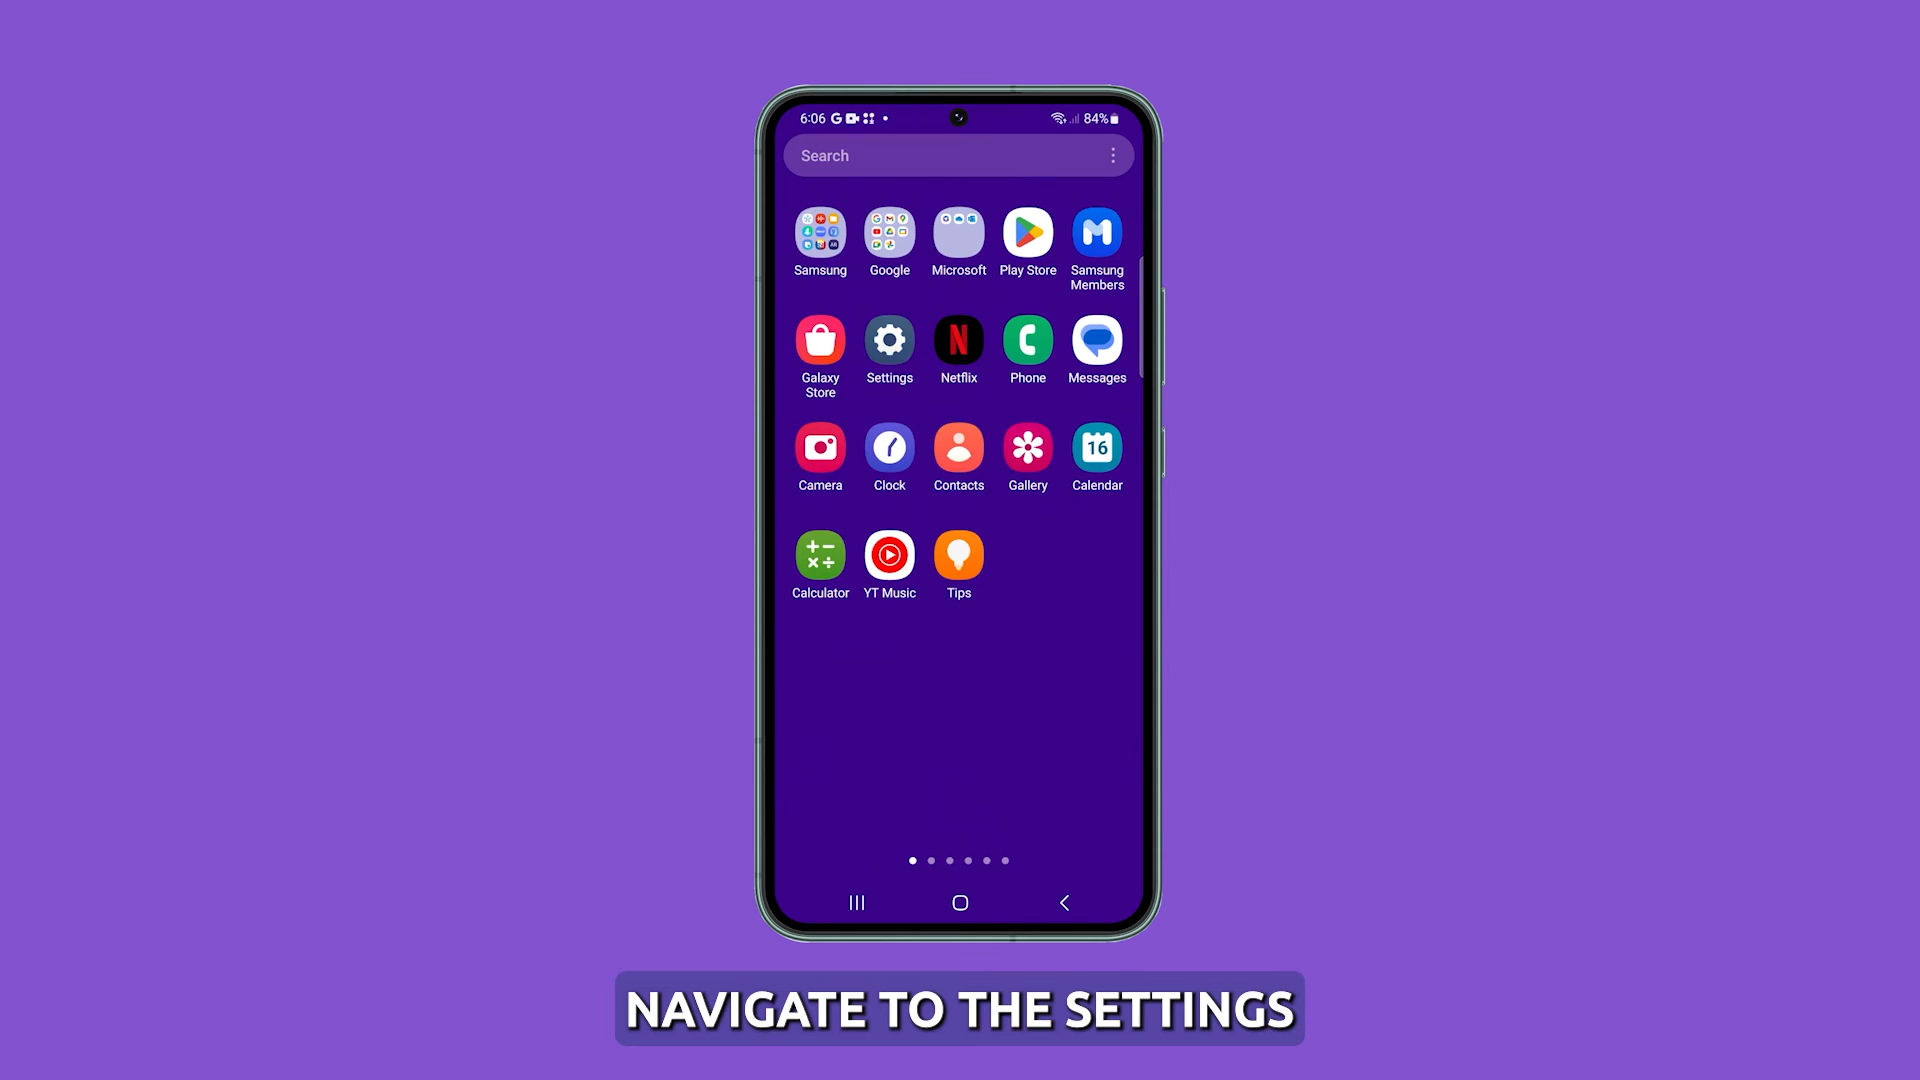 6:06
84%
Search
Samsung Google Microsoft Play Store Samsung Members
Galaxy Store Settings Netflix Phone Messages
Camera Clock Contacts Gallery 16 Calendar
Calculator YT Music Tips
NAVIGATE TO THE SETTINGS